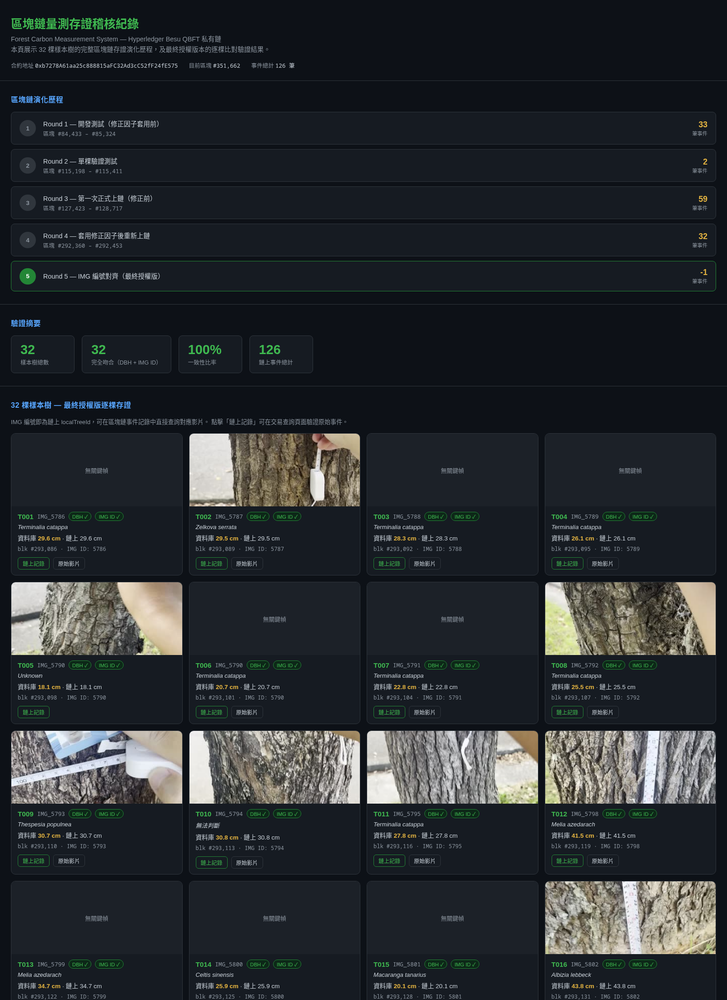 區塊鏈量測存證稽核紀錄
Forest Carbon Measurement System — Hyperledger Besu QBFT 私有鏈
本頁展示 32 棵樣本樹的完整區塊鏈存證演化歷程，及最終授權版本的逐棵比對驗證結果。
合約地址 0xb7278A61aa25c888815aFC32Ad3cC52fF24fE575 目前區塊 #351,662 事件總計 126 筆
區塊鏈演化歷程
1 Round 1 — 開發測試（修正因子套用前） 33
區塊 #84,433 – #85,324 筆事件
2 Round 2 — 單棵驗證測試 2
區塊 #115,198 – #115,411 筆事件
3 Round 3 — 第一次正式上鏈（修正前） 59
區塊 #127,423 – #128,717 筆事件
4 Round 4 — 套用修正因子後重新上鏈 32
區塊 #292,360 – #292,453 筆事件
5 Round 5 — IMG 編號對齊（最終授權版） -1
筆事件
驗證摘要
32 32 100% 126
樣本樹總數 完全吻合（DBH + IMG ID） 一致性比率 鏈上事件總計
32 棵樣本樹 — 最終授權版逐棵存證
IMG 編號即為鏈上 localTreeId，可在區塊鏈事件記錄中直接查詢對應影片。 點擊「鏈上記錄」可在交易查詢頁面驗證原始事件。
無關鍵幀 無關鍵幀 無關鍵幀
T001 IMG_5786 DBH ✓ IMG ID ✓ T002 IMG_5787 DBH ✓ IMG ID ✓ T003 IMG_5788 DBH ✓ IMG ID ✓ T004 IMG_5789 DBH ✓ IMG ID ✓
Terminalia catappa Zelkova serrata Terminalia catappa Terminalia catappa
資料庫 29.6 cm · 鏈上 29.6 cm 資料庫 29.5 cm · 鏈上 29.5 cm 資料庫 28.3 cm · 鏈上 28.3 cm 資料庫 26.1 cm · 鏈上 26.1 cm
blk #293,086 · IMG ID: 5786 blk #293,089 · IMG ID: 5787 blk #293,092 · IMG ID: 5788 blk #293,095 · IMG ID: 5789
鏈上記錄 原始影片 鏈上記錄 原始影片 鏈上記錄 原始影片 鏈上記錄 原始影片
無關鍵幀 無關鍵幀
T005 IMG_5790 DBH ✓ IMG ID ✓ T006 IMG_5790 DBH ✓ IMG ID ✓ T007 IMG_5791 DBH ✓ IMG ID ✓ T008 IMG_5792 DBH ✓ IMG ID ✓
Unknown Terminalia catappa Terminalia catappa Terminalia catappa
資料庫 18.1 cm · 鏈上 18.1 cm 資料庫 20.7 cm · 鏈上 20.7 cm 資料庫 22.8 cm · 鏈上 22.8 cm 資料庫 25.5 cm · 鏈上 25.5 cm
blk #293,098 · IMG ID: 5790 blk #293,101 · IMG ID: 5790 blk #293,104 · IMG ID: 5791 blk #293,107 · IMG ID: 5792
鏈上記錄 鏈上記錄 原始影片 鏈上記錄 原始影片 鏈上記錄 原始影片
T009 IMG_5793 DBH ✓ IMG ID ✓ T010 IMG_5794 DBH ✓ IMG ID ✓ T011 IMG_5795 DBH ✓ IMG ID ✓ T012 IMG_5798 DBH ✓ IMG ID ✓
Thespesia populnea 無法判斷 Terminalia catappa Melia azedarach
資料庫 30.7 cm · 鏈上 30.7 cm 資料庫 30.8 cm · 鏈上 30.8 cm 資料庫 27.8 cm · 鏈上 27.8 cm 資料庫 41.5 cm · 鏈上 41.5 cm
blk #293,110 · IMG ID: 5793 blk #293,113 · IMG ID: 5794 blk #293,116 · IMG ID: 5795 blk #293,119 · IMG ID: 5798
鏈上記錄 原始影片 鏈上記錄 原始影片 鏈上記錄 原始影片 鏈上記錄 原始影片
無關鍵幀 無關鍵幀 無關鍵幀
T013 IMG_5799 DBH ✓ IMG ID ✓ T014 IMG_5800 DBH ✓ IMG ID ✓ T015 IMG_5801 DBH ✓ IMG ID ✓ T016 IMG_5802 DBH ✓ IMG ID ✓
Melia azedarach Celtis sinensis Macaranga tanarius Albizia lebbeck
資料庫 34.7 cm · 鏈上 34.7 cm 資料庫 25.9 cm · 鏈上 25.9 cm 資料庫 20.1 cm · 鏈上 20.1 cm 資料庫 43.8 cm · 鏈上 43.8 cm
blk #293,122 · IMG ID: 5799 blk #293,125 · IMG ID: 5800 blk #293,128 · IMG ID: 5801 blk #293,131 · IMG ID: 5802